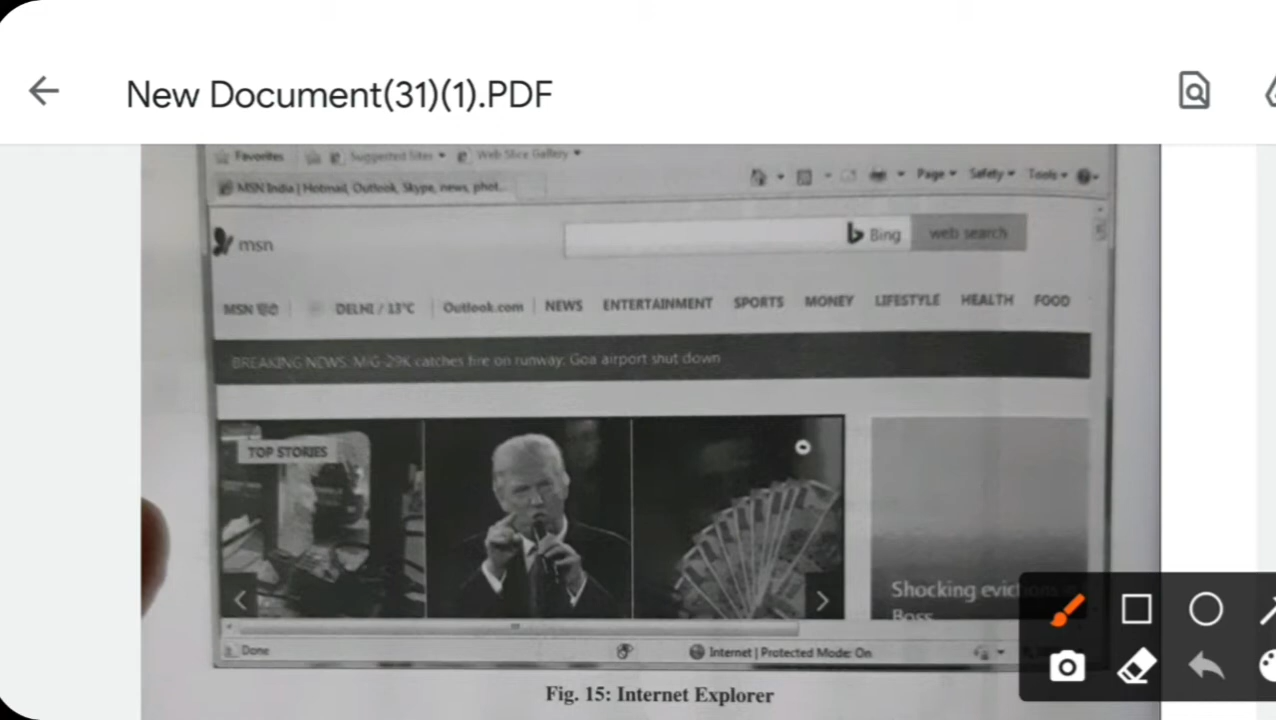 New Document(31)(1).PDF
Favorites Suggested Sites Web Slice Gallery
MSN India | Hotmail, Outlook, Skype, news, phot...
Page Safety Tools
msn
Bing web search
MSN हिंदी DELHI / 13°C Outlook.com NEWS ENTERTAINMENT SPORTS MONEY LIFESTYLE HEALTH FOOD
BREAKING NEWS: MiG-29K catches fire on runway. Goa airport shut down
TOP STORIES
Shocking
Boss
Done Internet | Protected Mode: On
Fig. 15: Internet Explorer